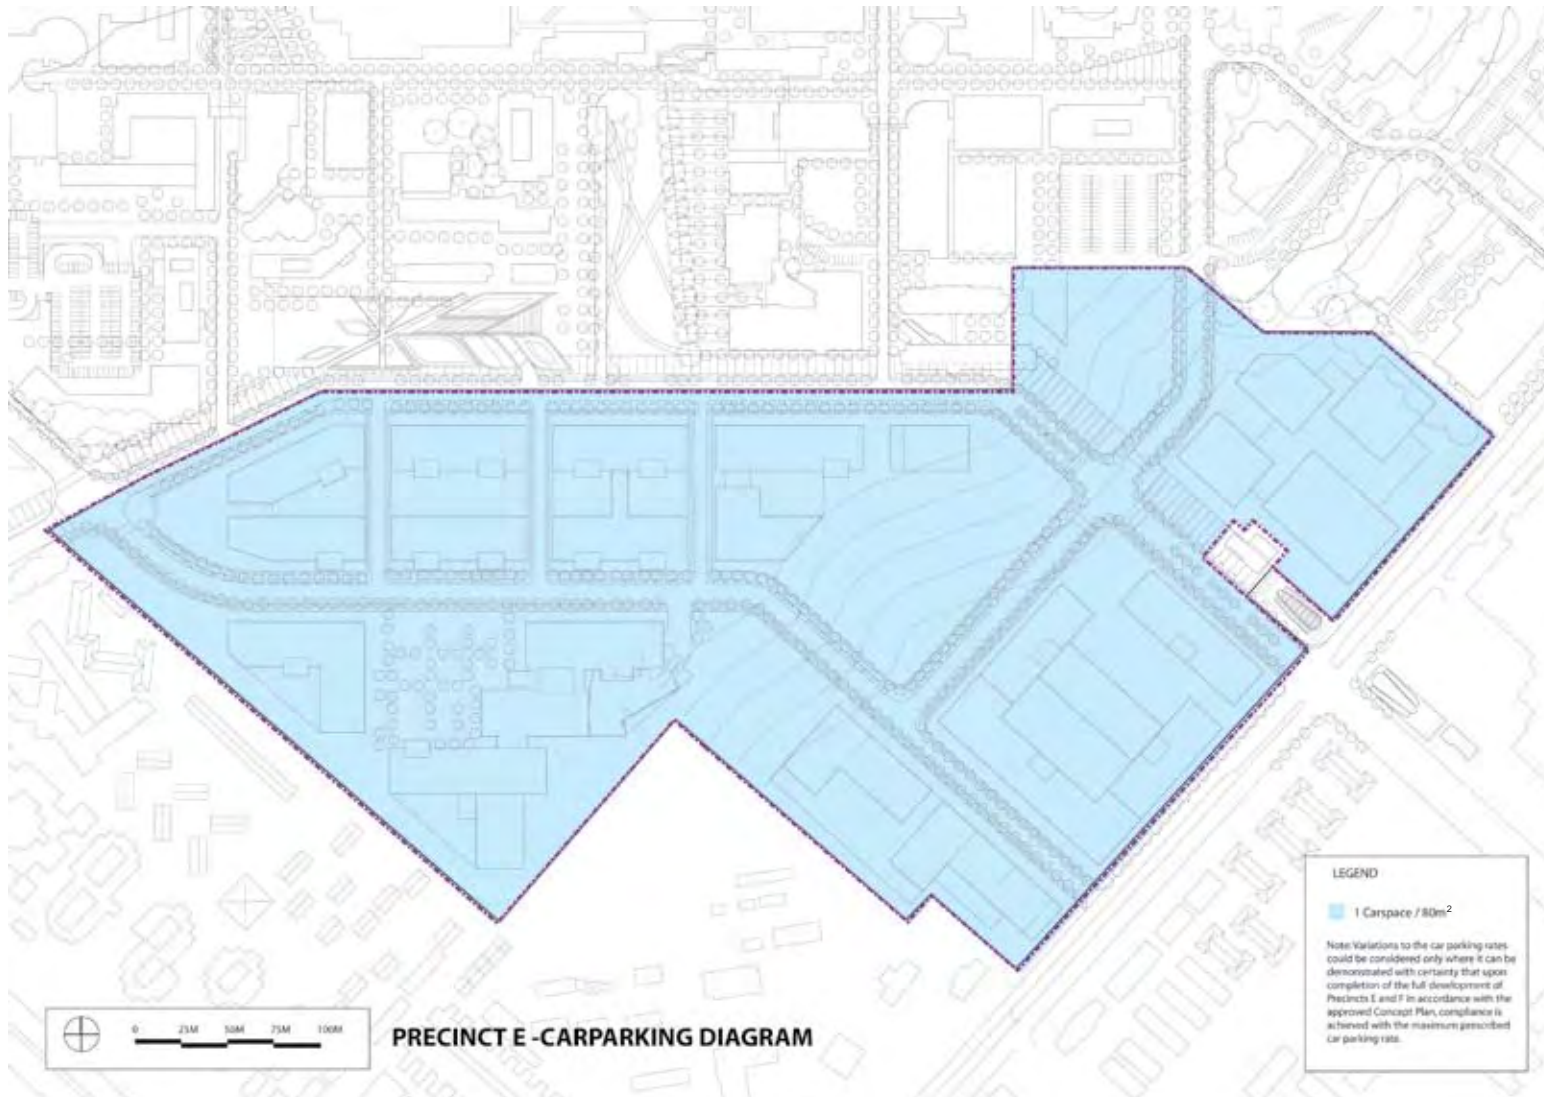 LEGEND
1 Carspace / 80m²
Note: Variations to the car parking rates
could be considered only where it can be
demonstrated with certainty that upon
completion of the full development of
Precincts E and F in accordance with the
approved Concept Plan, compliance is
achieved with the maximum prescribed
car parking rate.
0 25M 50M 75M 100M
PRECINCT E -CARPARKING DIAGRAM